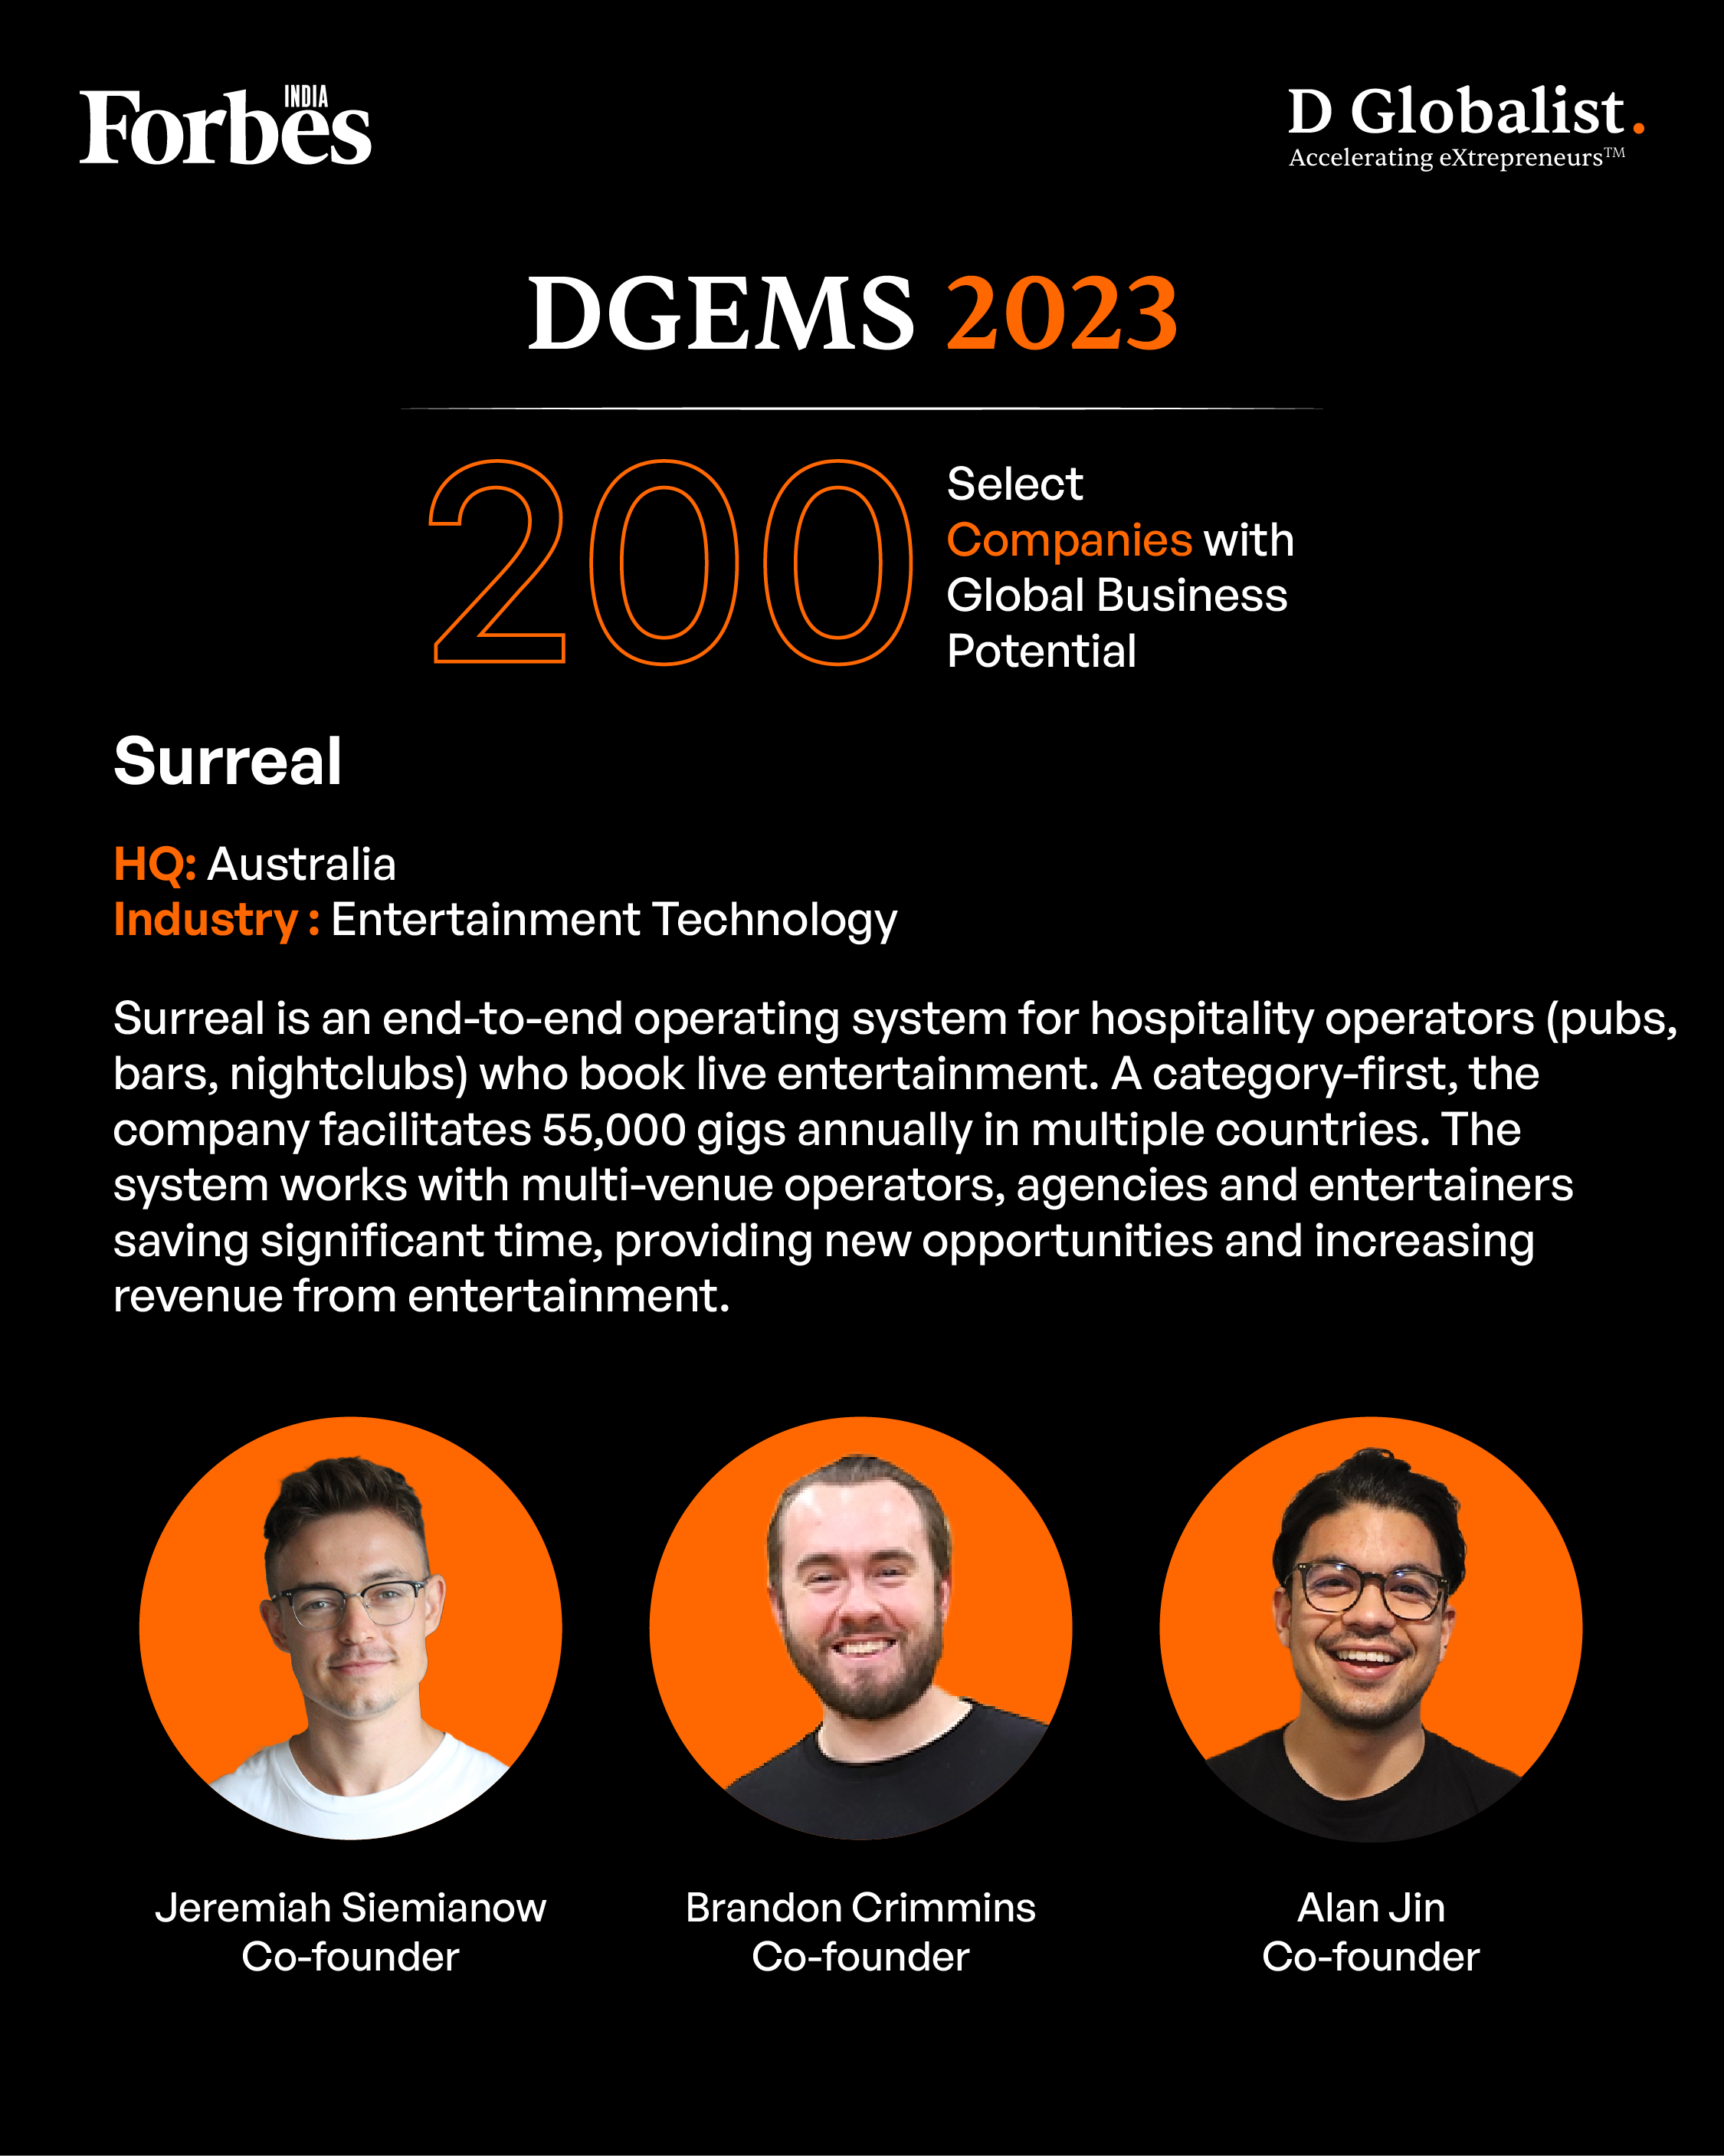 Forbes INDIA
D Globalist.
Accelerating eXtrepreneurs™
DGEMS 2023
200
Select
Companies with
Global Business
Potential
Surreal
HQ: Australia
Industry : Entertainment Technology
Surreal is an end-to-end operating system for hospitality operators (pubs,
bars, nightclubs) who book live entertainment. A category-first, the
company facilitates 55,000 gigs annually in multiple countries. The
system works with multi-venue operators, agencies and entertainers
saving significant time, providing new opportunities and increasing
revenue from entertainment.
Jeremiah Siemianow
Co-founder
Brandon Crimmins
Co-founder
Alan Jin
Co-founder